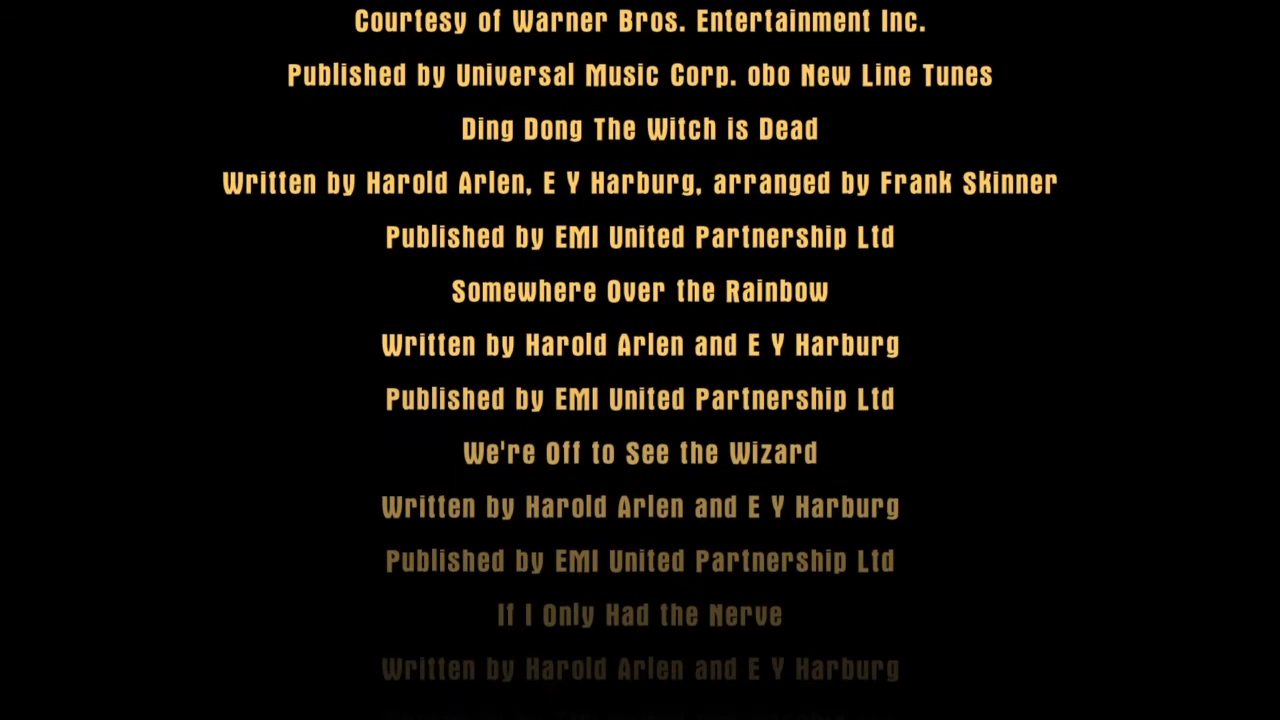 Courtesy of Warner Bros. Entertainment Inc.
Published by Universal Music Corp. obo New Line Tunes
Ding Dong The Witch is Dead
Written by Harold Arlen, E Y Harburg, arranged by Frank Skinner
Published by EMI United Partnership Ltd
Somewhere Over the Rainbow
Written by Harold Arlen and E Y Harburg
Published by EMI United Partnership Ltd
We're Off to See the Wizard
Written by Harold Arlen and E Y Harburg
Published by EMI United Partnership Ltd
If I Only Had the Nerve
Written by Harold Arlen and E Y Harburg